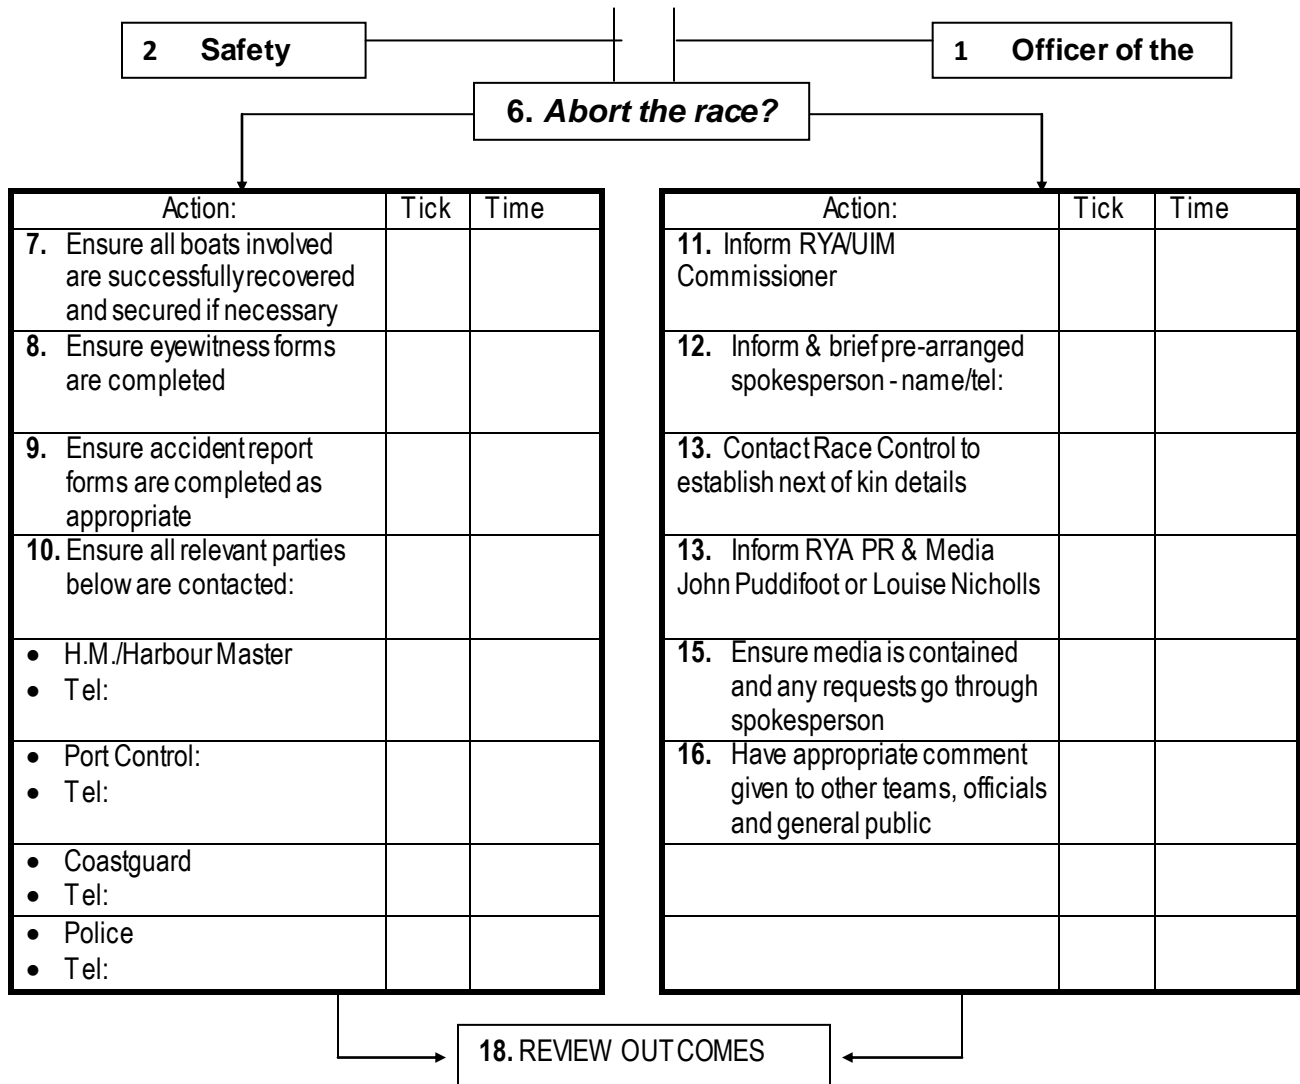 2 Safety
1 Officer of the
6. Abort the race?
Action: Tick Time
7. Ensure all boats involved
are successfully recovered
and secured if necessary
8. Ensure eyewitness forms
are completed
9. Ensure accident report
forms are completed as
appropriate
10. Ensure all relevant parties
below are contacted:
• H.M./Harbour Master
• Tel:
• Port Control:
• Tel:
• Coastguard
• Tel:
• Police
• Tel:
Action: Tick Time
11. Inform RYA/UIM
Commissioner
12. Inform & brief pre-arranged
spokesperson - name/tel:
13. Contact Race Control to
establish next of kin details
13. Inform RYA PR & Media
John Puddifoot or Louise Nicholls
15. Ensure media is contained
and any requests go through
spokesperson
16. Have appropriate comment
given to other teams, officials
and general public
18. REVIEW OUTCOMES